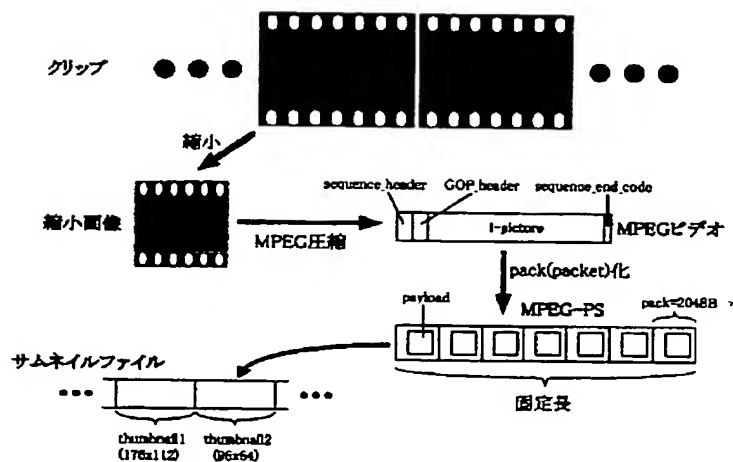 クリップ
縮小
縮小画像
MPEG圧縮
sequence_header
GOP_header
sequence_end_code
I-picture
MPEGビデオ
pack(packet)化
payload
MPEG-PS
pack=2048B
サムネイルファイル
固定長
thumbnail1
(176x112)
thumbnail2
(96x64)